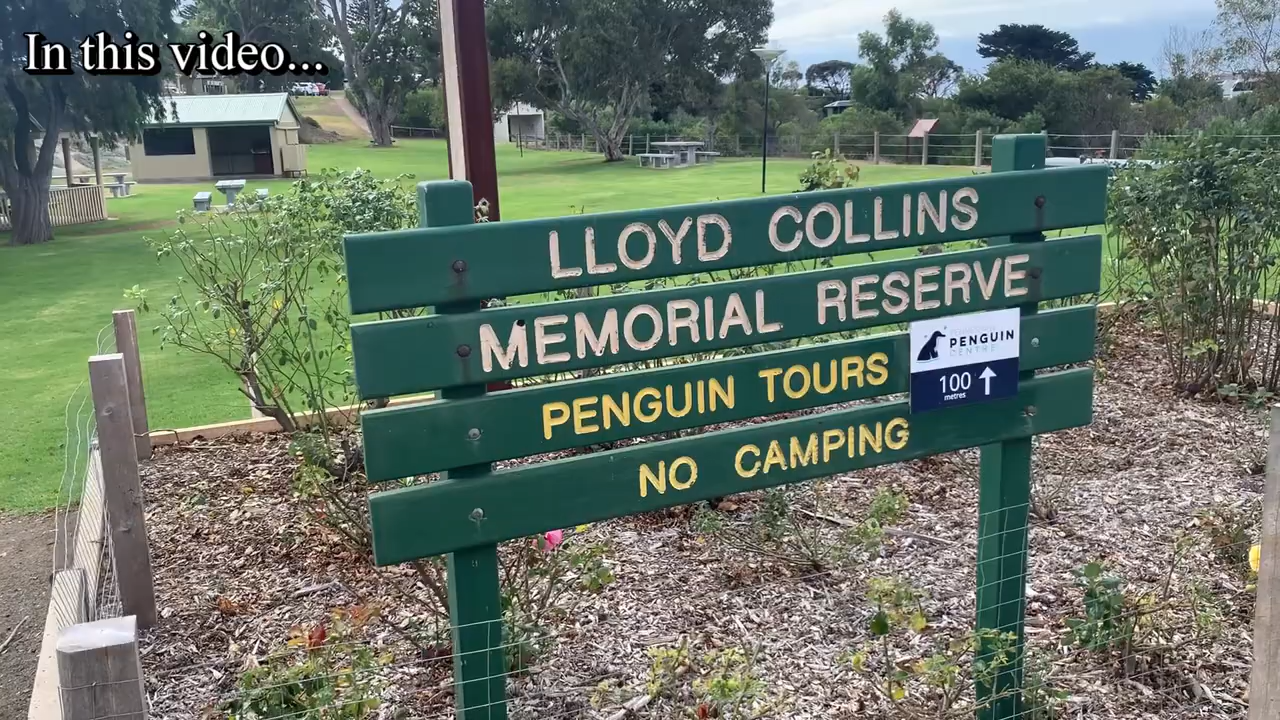 In this video...
LLOYD COLLINS
MEMORIAL RESERVE
PENGUIN TOURS
PENGUIN
CENTRE
100
metres
NO CAMPING